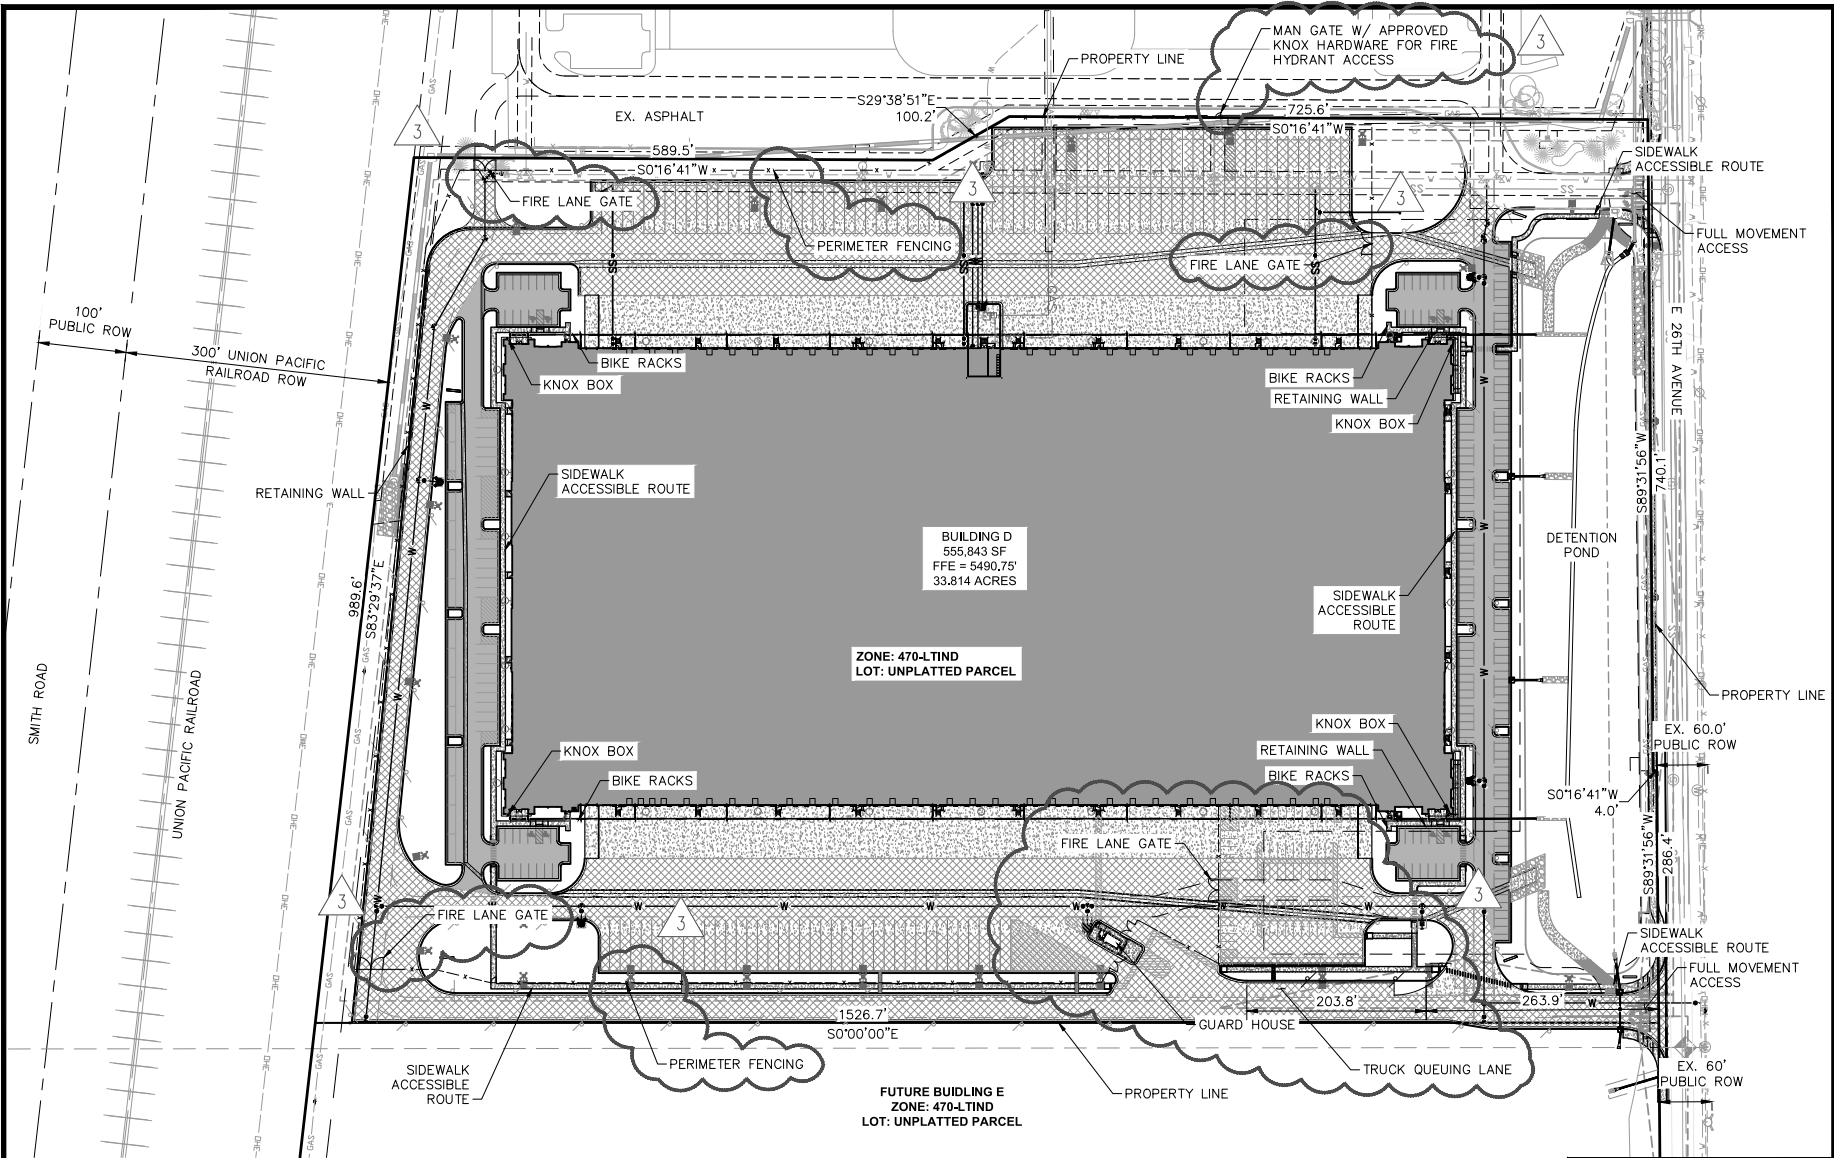 MAN GATE W/ APPROVED
KNOX HARDWARE FOR FIRE
HYDRANT ACCESS
3
PROPERTY LINE
S29°38'51"E
100.2'
725.6'
S0°16'41"W
EX. ASPHALT
3
589.5'
S0°16'41"W
SIDEWALK
ACCESSIBLE ROUTE
FIRE LANE GATE
3
3
PERIMETER FENCING
FIRE LANE GATE
FULL MOVEMENT
ACCESS
SS
SS
SS
100'
PUBLIC ROW
300' UNION PACIFIC
RAILROAD ROW
BIKE RACKS
KNOX BOX
BIKE RACKS
RETAINING WALL
KNOX BOX
E 26TH AVENUE
SIDEWALK
ACCESSIBLE ROUTE
RETAINING WALL
S89°31'56"W
740.1'
BUILDING D
555,843 SF
FFE = 5490.75'
33.814 ACRES
DETENTION
POND
989.6'
S83°29'37"E
SIDEWALK
ACCESSIBLE
ROUTE
ZONE: 470-LTIND
LOT: UNPLATTED PARCEL
SMITH ROAD
UNION PACIFIC RAILROAD
PROPERTY LINE
KNOX BOX
BIKE RACKS
KNOX BOX
RETAINING WALL
BIKE RACKS
EX. 60.0'
PUBLIC ROW
S0°16'41"W
4.0'
S89°31'56"W
286.4'
FIRE LANE GATE
3
FIRE LANE GATE
3
3
SIDEWALK
ACCESSIBLE ROUTE
FULL MOVEMENT
ACCESS
203.8'
263.9'
1526.7'
S0°00'00"E
GUARD HOUSE
SIDEWALK
ACCESSIBLE
ROUTE
PERIMETER FENCING
TRUCK QUEUING LANE
EX. 60'
PUBLIC ROW
PROPERTY LINE
FUTURE BUIDLING E
ZONE: 470-LTIND
LOT: UNPLATTED PARCEL